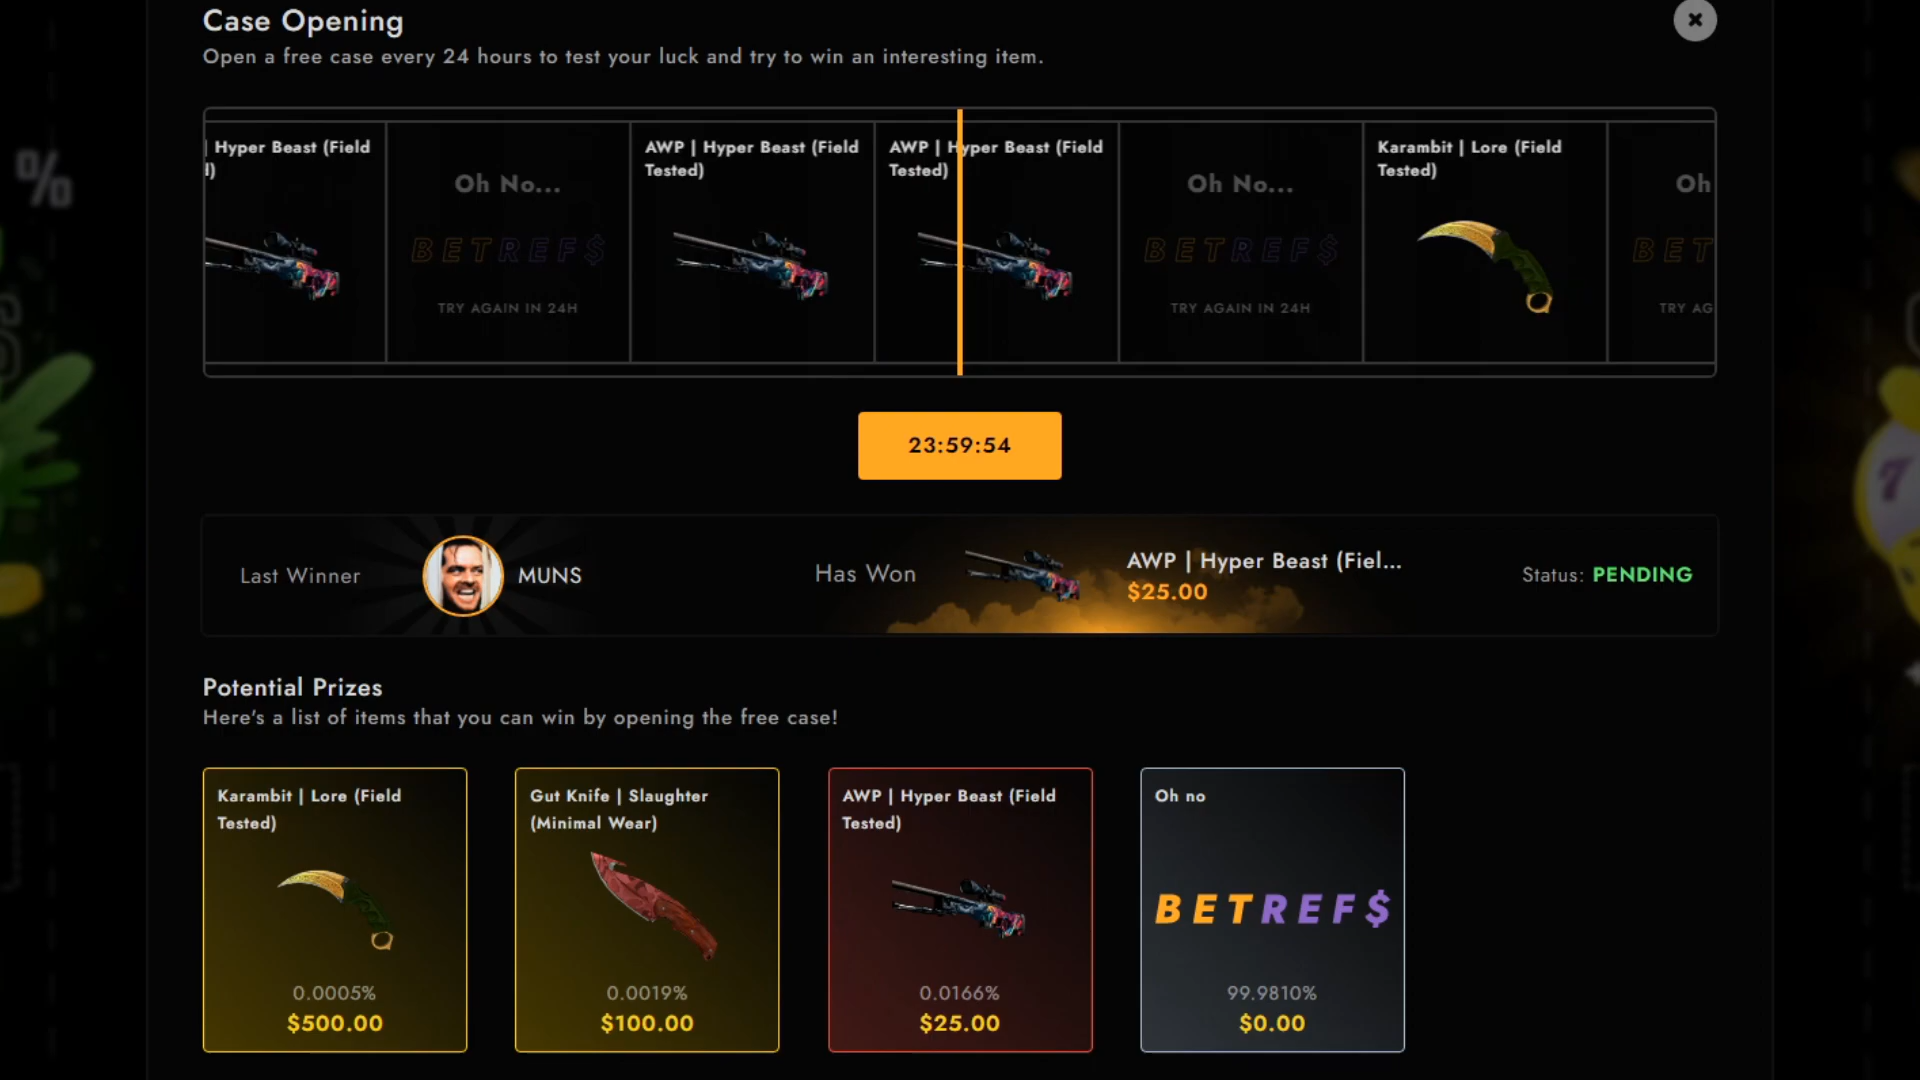 Case Opening
Open a free case every 24 hours to test your luck and try to win an interesting item.
| Hyper Beast (Field
Oh No...
BETREF$
TRY AGAIN IN 24H
AWP | Hyper Beast (Field
Tested)
AWP | Hyper Beast (Field
Tested)
Oh No...
BETREF$
TRY AGAIN IN 24H
Karambit | Lore (Field
Tested)
Oh
BET
TRY AG
23:59:54
Last Winner
MUNS
Has Won
AWP | Hyper Beast (Fiel...
$25.00
Status: PENDING
Potential Prizes
Here's a list of items that you can win by opening the free case!
Karambit | Lore (Field
Tested)
0.0005%
$500.00
Gut Knife | Slaughter
(Minimal Wear)
0.0019%
$100.00
AWP | Hyper Beast (Field
Tested)
0.0166%
$25.00
Oh no
BETREF$
99.9810%
$0.00
%
7